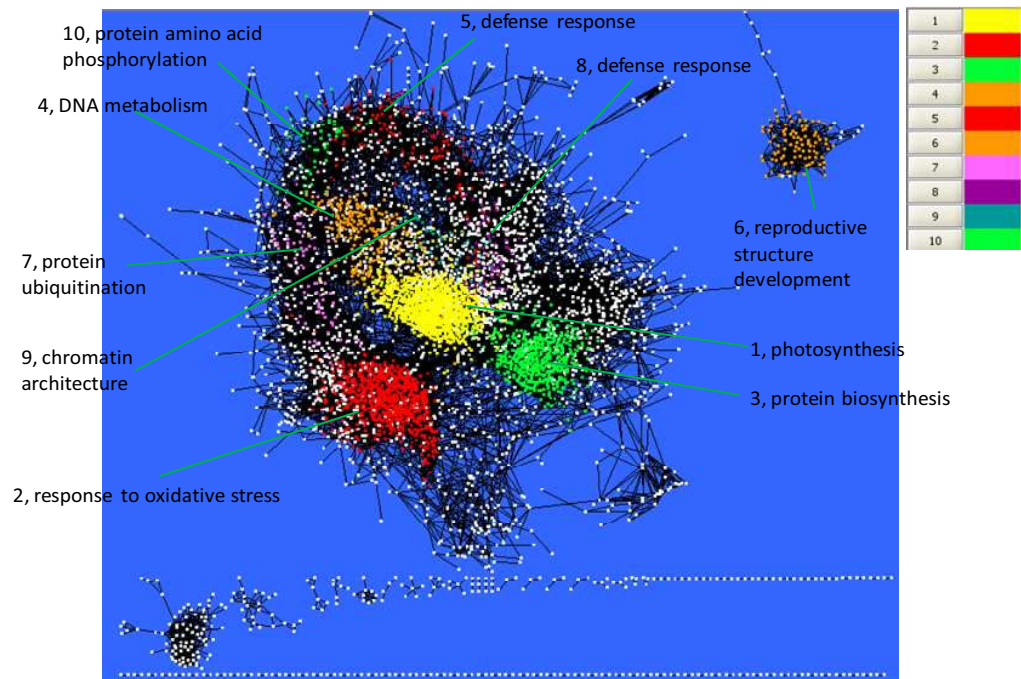 5, defense response
10, protein amino acid
phosphorylation
8, defense response
4, DNA metabolism
7, protein
ubiquitination
6, reproductive
structure
development
9, chromatin
architecture
1, photosynthesis
3, protein biosynthesis
2, response to oxidative stress
1
2
3
4
5
6
7
8
9
10